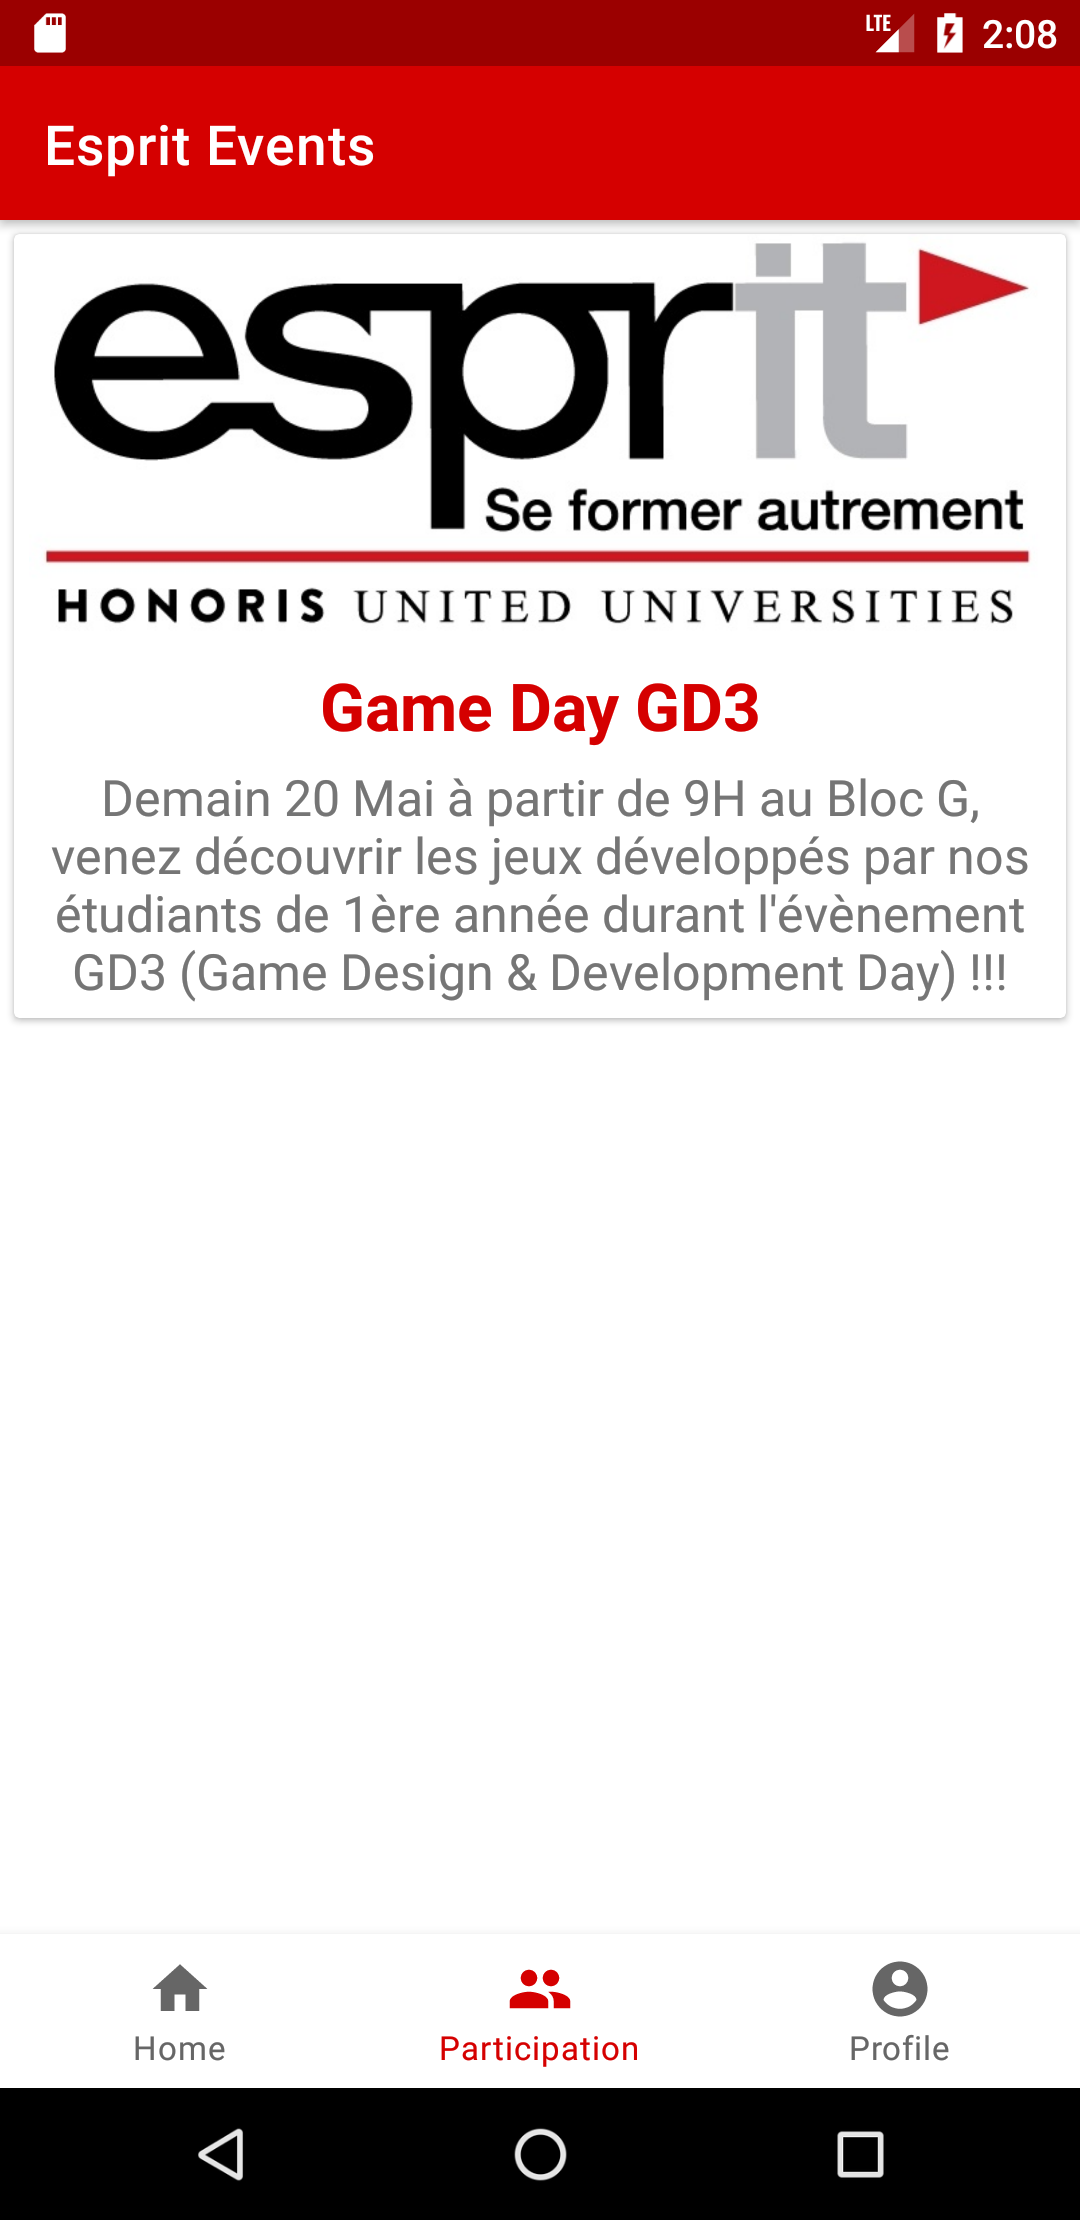 LTE 2:08
Esprit Events
esprit
Se former autrement
HONORIS UNITED UNIVERSITIES
Game Day GD3
Demain 20 Mai à partir de 9H au Bloc G,
venez découvrir les jeux développés par nos
étudiants de 1ère année durant l'évènement
GD3 (Game Design & Development Day) !!!
Home Participation Profile